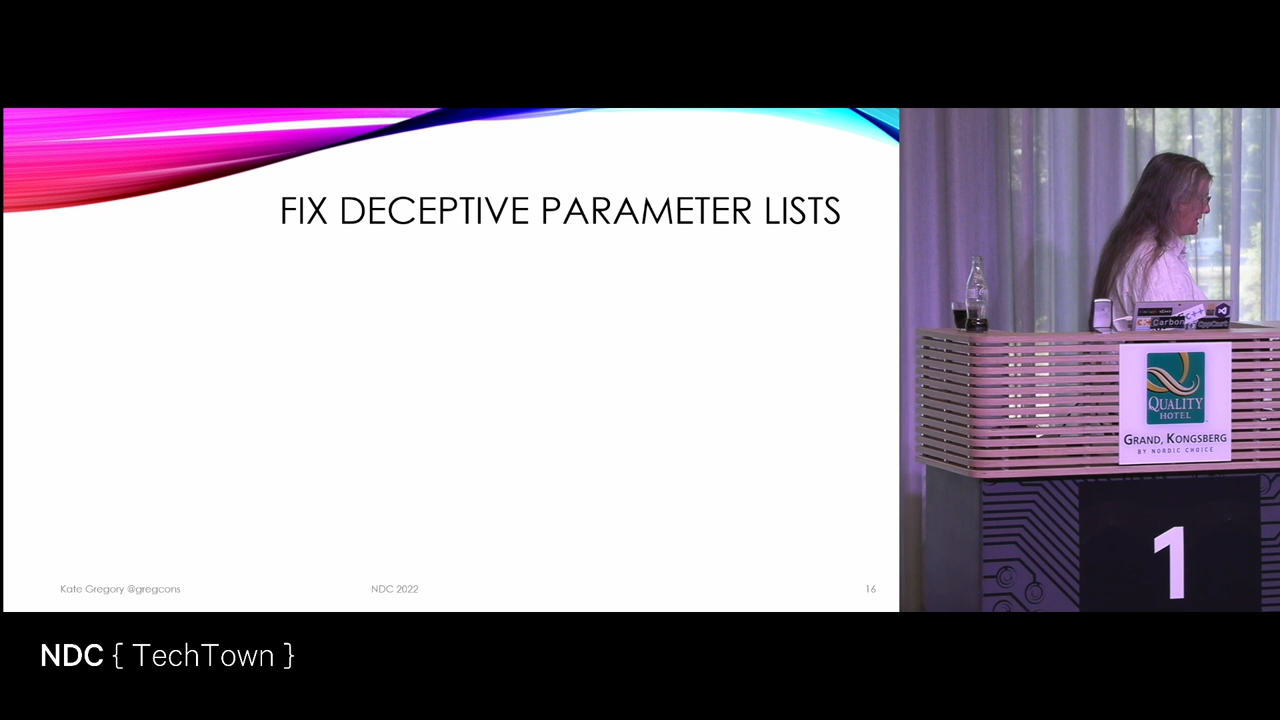 FIX DECEPTIVE PARAMETER LISTS
Kate Gregory @gregcons
NDC 2022
16
Carbon
C++
QUALITY
HOTEL
GRAND, KONGSBERG
BY NORDIC CHOICE
1
NDC { TechTown }